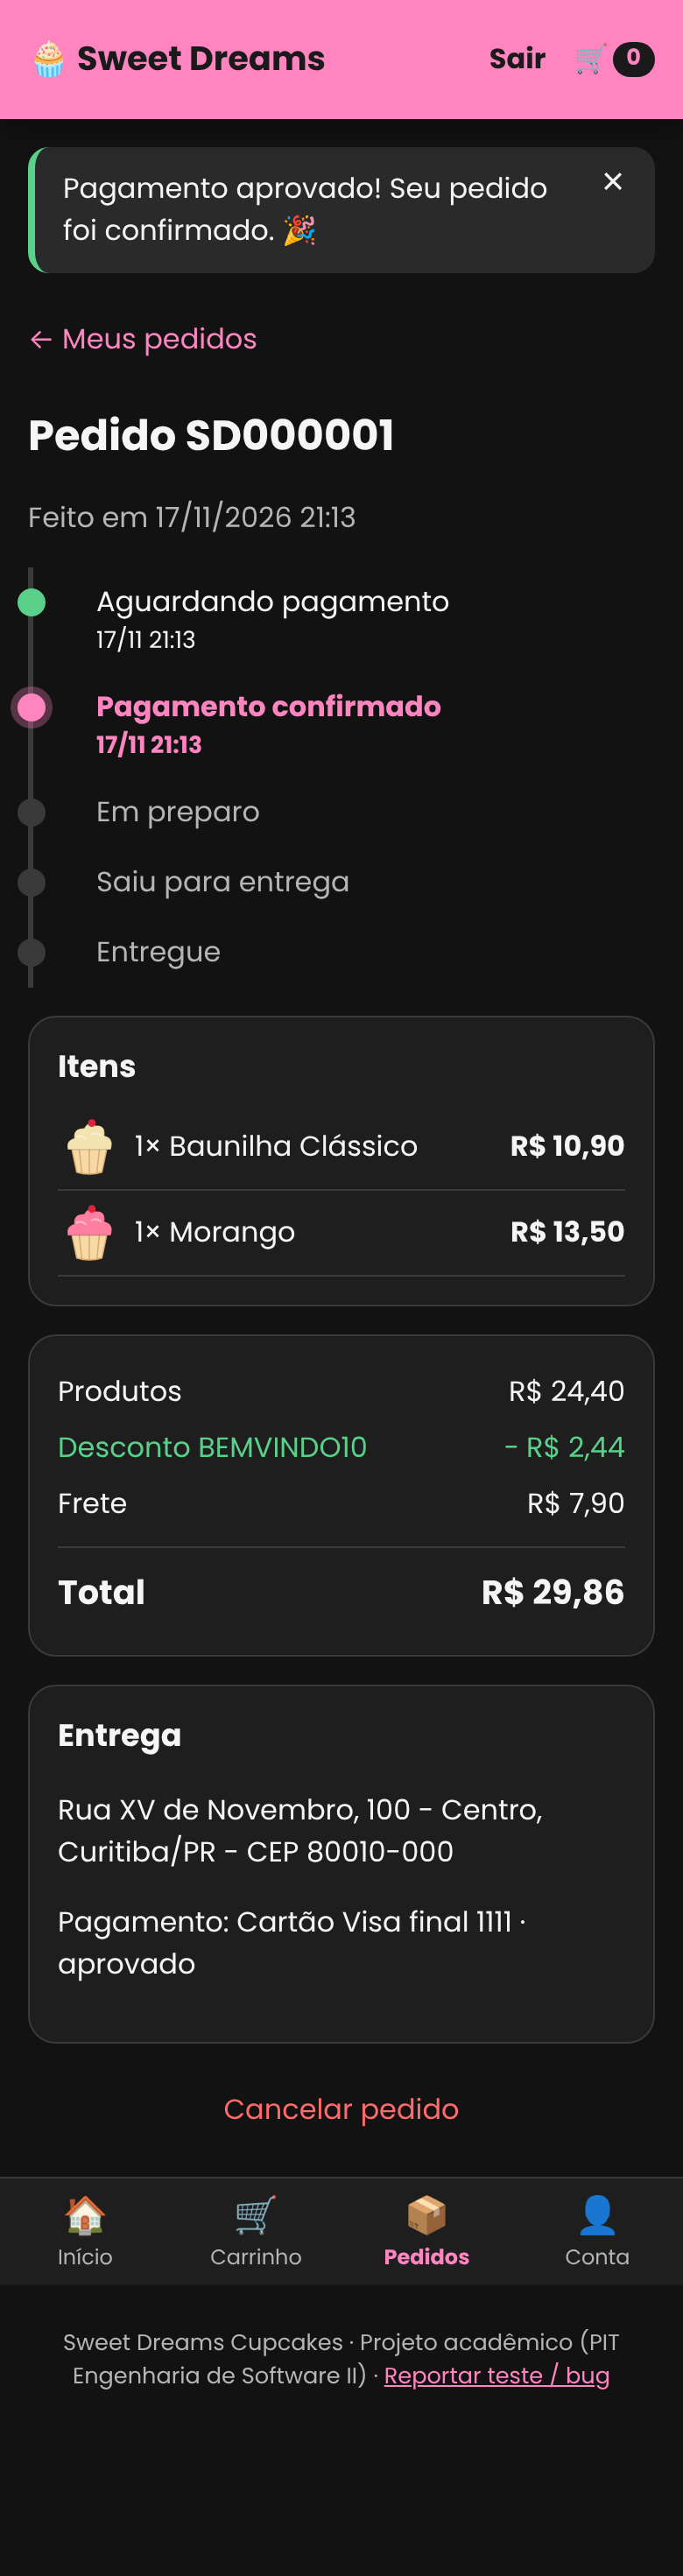 🧁 Sweet Dreams
Sair 🛒 0
Pagamento aprovado! Seu pedido ✕
foi confirmado. 🎉
← Meus pedidos
Pedido SD000001
Feito em 17/11/2026 21:13
Aguardando pagamento
17/11 21:13
Pagamento confirmado
17/11 21:13
Em preparo
Saiu para entrega
Entregue
Itens
1× Baunilha Clássico R$ 10,90
1× Morango R$ 13,50
Produtos R$ 24,40
Desconto BEMVINDO10 - R$ 2,44
Frete R$ 7,90
Total R$ 29,86
Entrega
Rua XV de Novembro, 100 - Centro,
Curitiba/PR - CEP 80010-000
Pagamento: Cartão Visa final 1111 ·
aprovado
Cancelar pedido
Início Carrinho Pedidos Conta
Sweet Dreams Cupcakes · Projeto acadêmico (PIT
Engenharia de Software II) · Reportar teste / bug